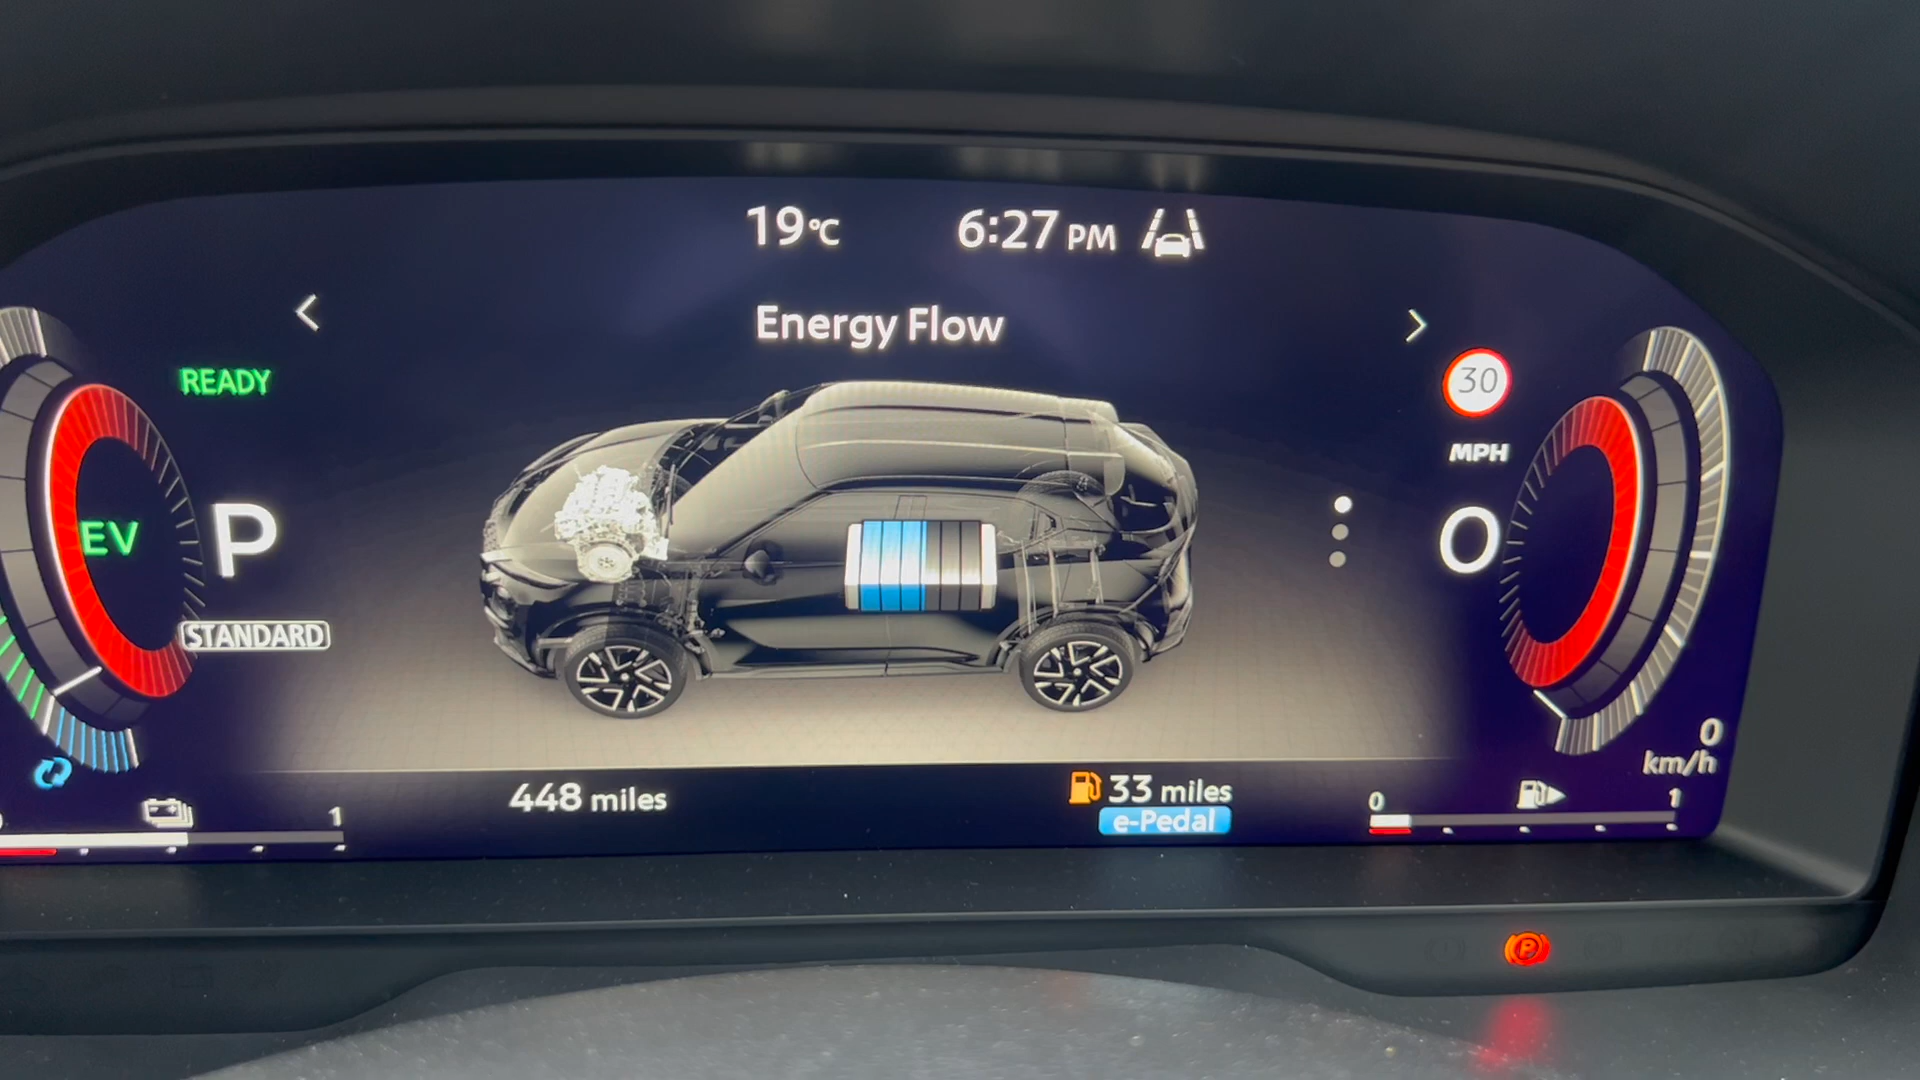 19°C 6:27 PM
Energy Flow
READY
30
MPH
EV
P
0
STANDARD
0
km/h
448 miles
33 miles
e-Pedal
1
0
1
P